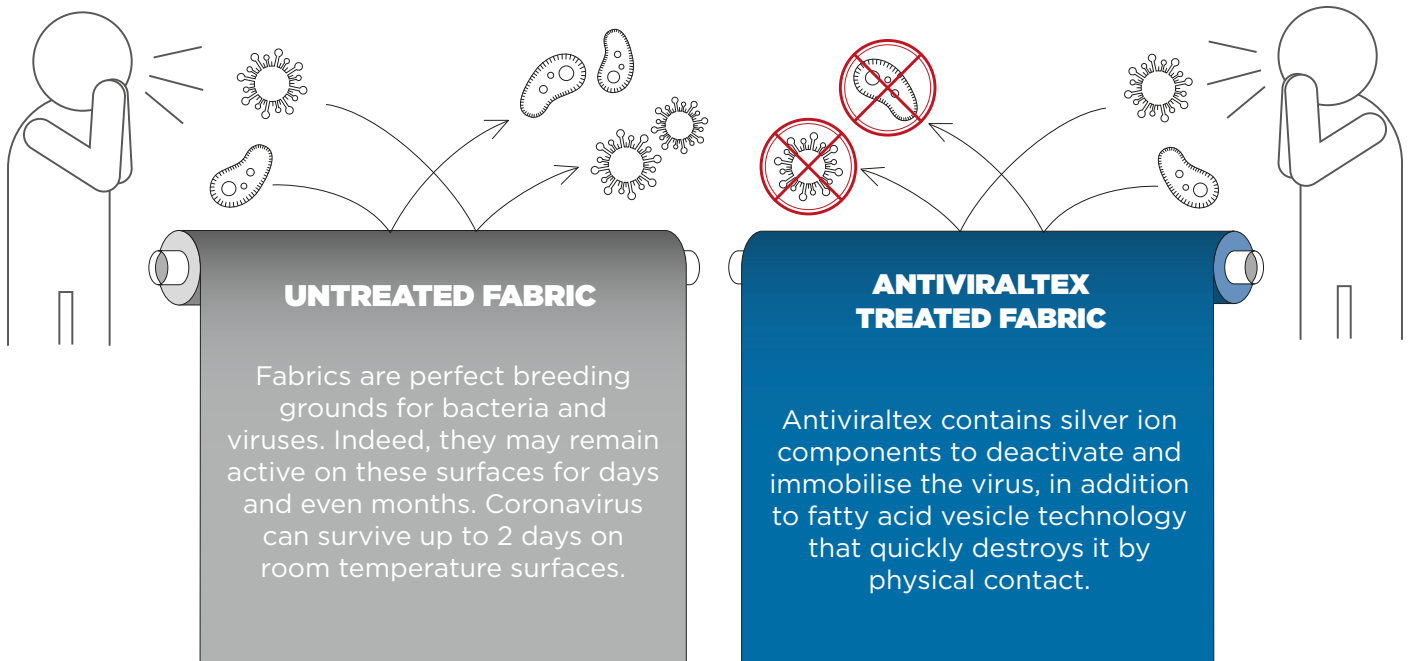 UNTREATED FABRIC
Fabrics are perfect breeding
grounds for bacteria and
viruses. Indeed, they may remain
active on these surfaces for days
and even months. Coronavirus
can survive up to 2 days on
room temperature surfaces.
ANTIVIRALTEX
TREATED FABRIC
Antiviraltex contains silver ion
components to deactivate and
immobilise the virus, in addition
to fatty acid vesicle technology
that quickly destroys it by
physical contact.